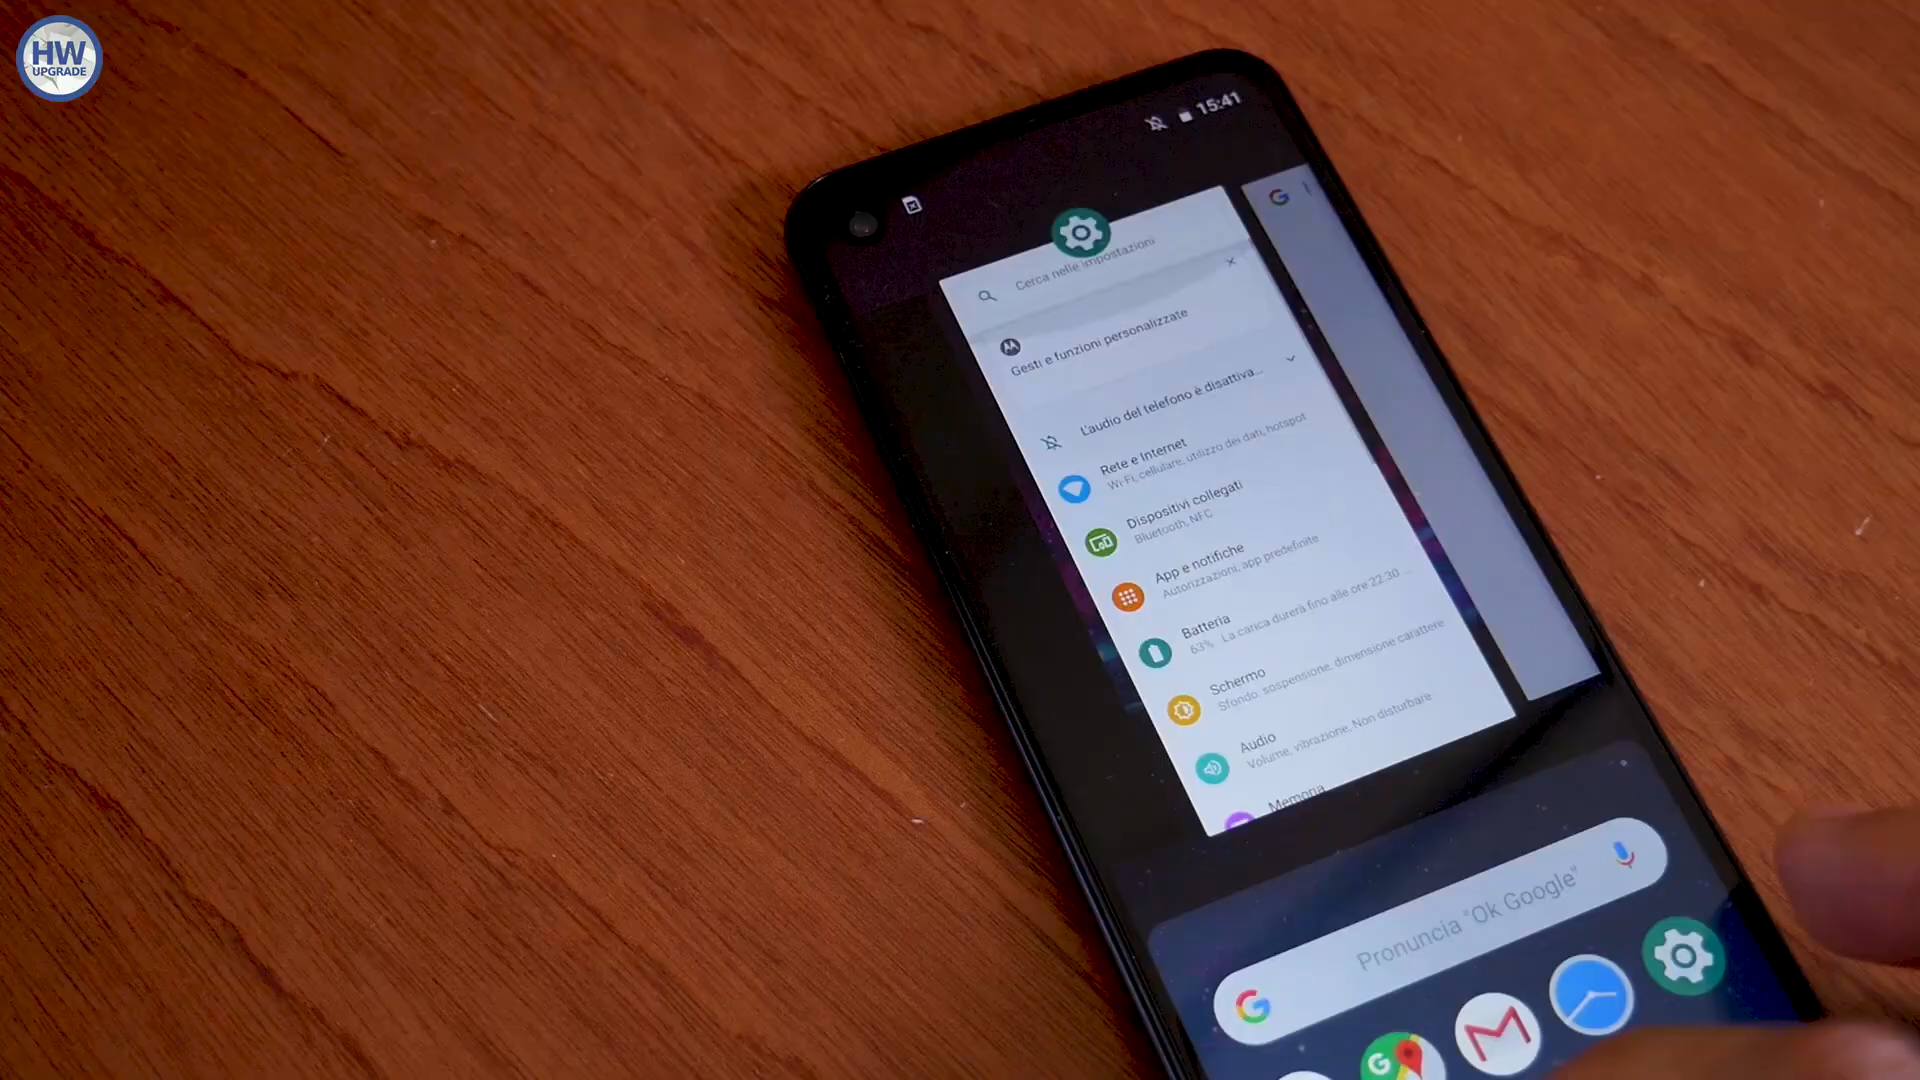 HW
UPGRADE
15:41
Cerca nelle impostazioni
Gesti e funzioni personalizzate
L'audio del telefono è disattiva...
Rete e Internet
Wi-Fi, cellulare, utilizzo dei dati, hotspot
Dispositivi collegati
Bluetooth, NFC
App e notifiche
Autorizzazioni, app predefinite
Batteria
63% La carica durerà fino alle ore 22:30 ...
Schermo
Sfondo, sospensione, dimensione carattere
Audio
Volume, vibrazione, Non disturbare
Memoria
Pronuncia "Ok Google"